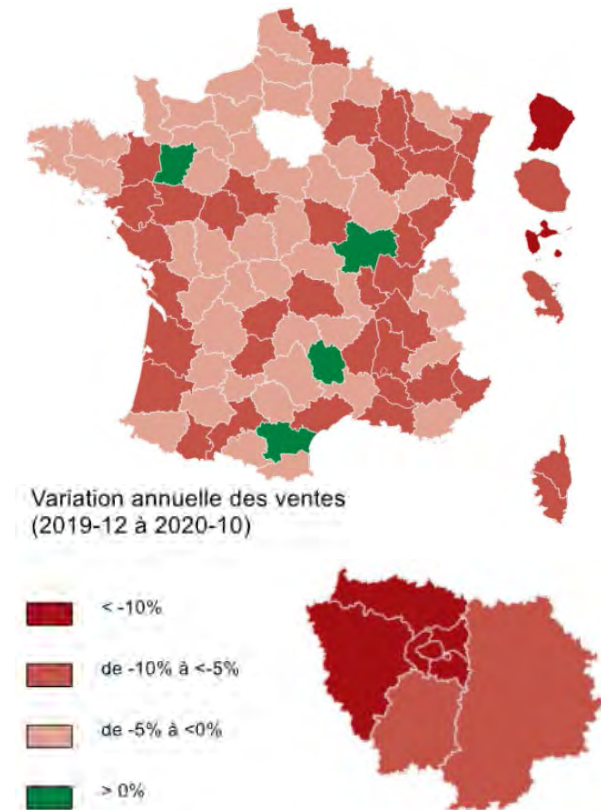 Variation annuelle des ventes
(2019-12 à 2020-10)
< -10%
de -10% à <-5%
de -5% à <0%
> 0%